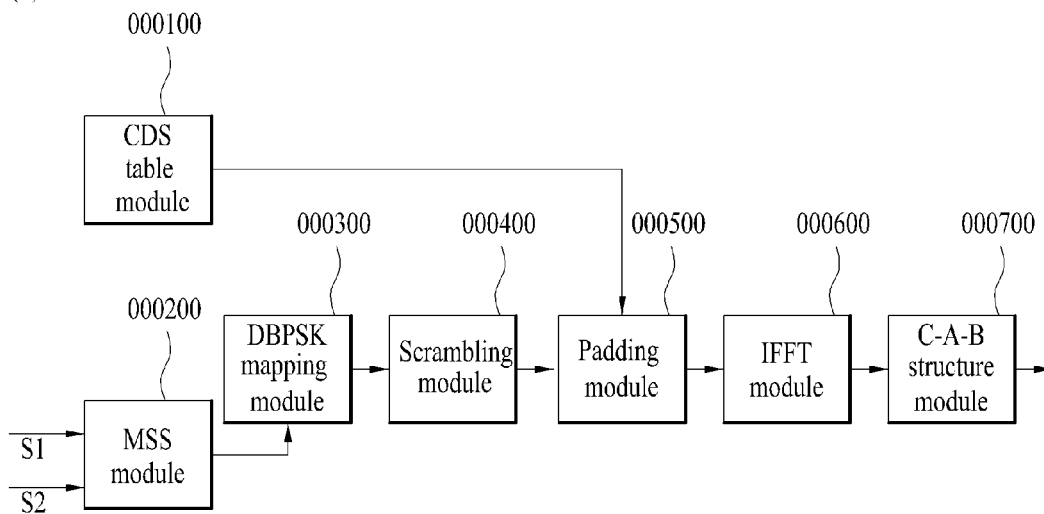 000100
CDS
table
module
000200
000300
000400
000500
000600
000700
DBPSK
mapping
module
Scrambling
module
Padding
module
IFFT
module
C-A-B
structure
module
S1
S2
MSS
module